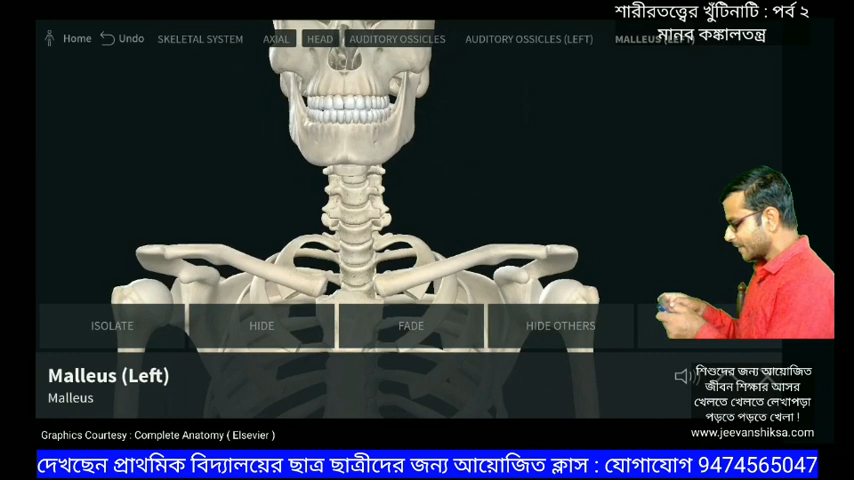 শারীরতত্ত্বের খুঁটিনাটি : পর্ব ২
মানব কঙ্কালতন্ত্র
Home Undo SKELETAL SYSTEM AXIAL HEAD AUDITORY OSSICLES AUDITORY OSSICLES (LEFT) MALLEUS (LEFT)
ISOLATE HIDE FADE HIDE OTHERS
Malleus (Left)
Malleus
শিশুদের জন্য আয়োজিত
জীবন শিক্ষার আসর
খেলতে খেলতে লেখাপড়া
পড়তে পড়তে খেলা !
www.jeevanshiksa.com
Graphics Courtesy : Complete Anatomy ( Elsevier )
দেখছেন প্রাথমিক বিদ্যালয়ের ছাত্র ছাত্রীদের জন্য আয়োজিত ক্লাস : যোগাযোগ 9474565047